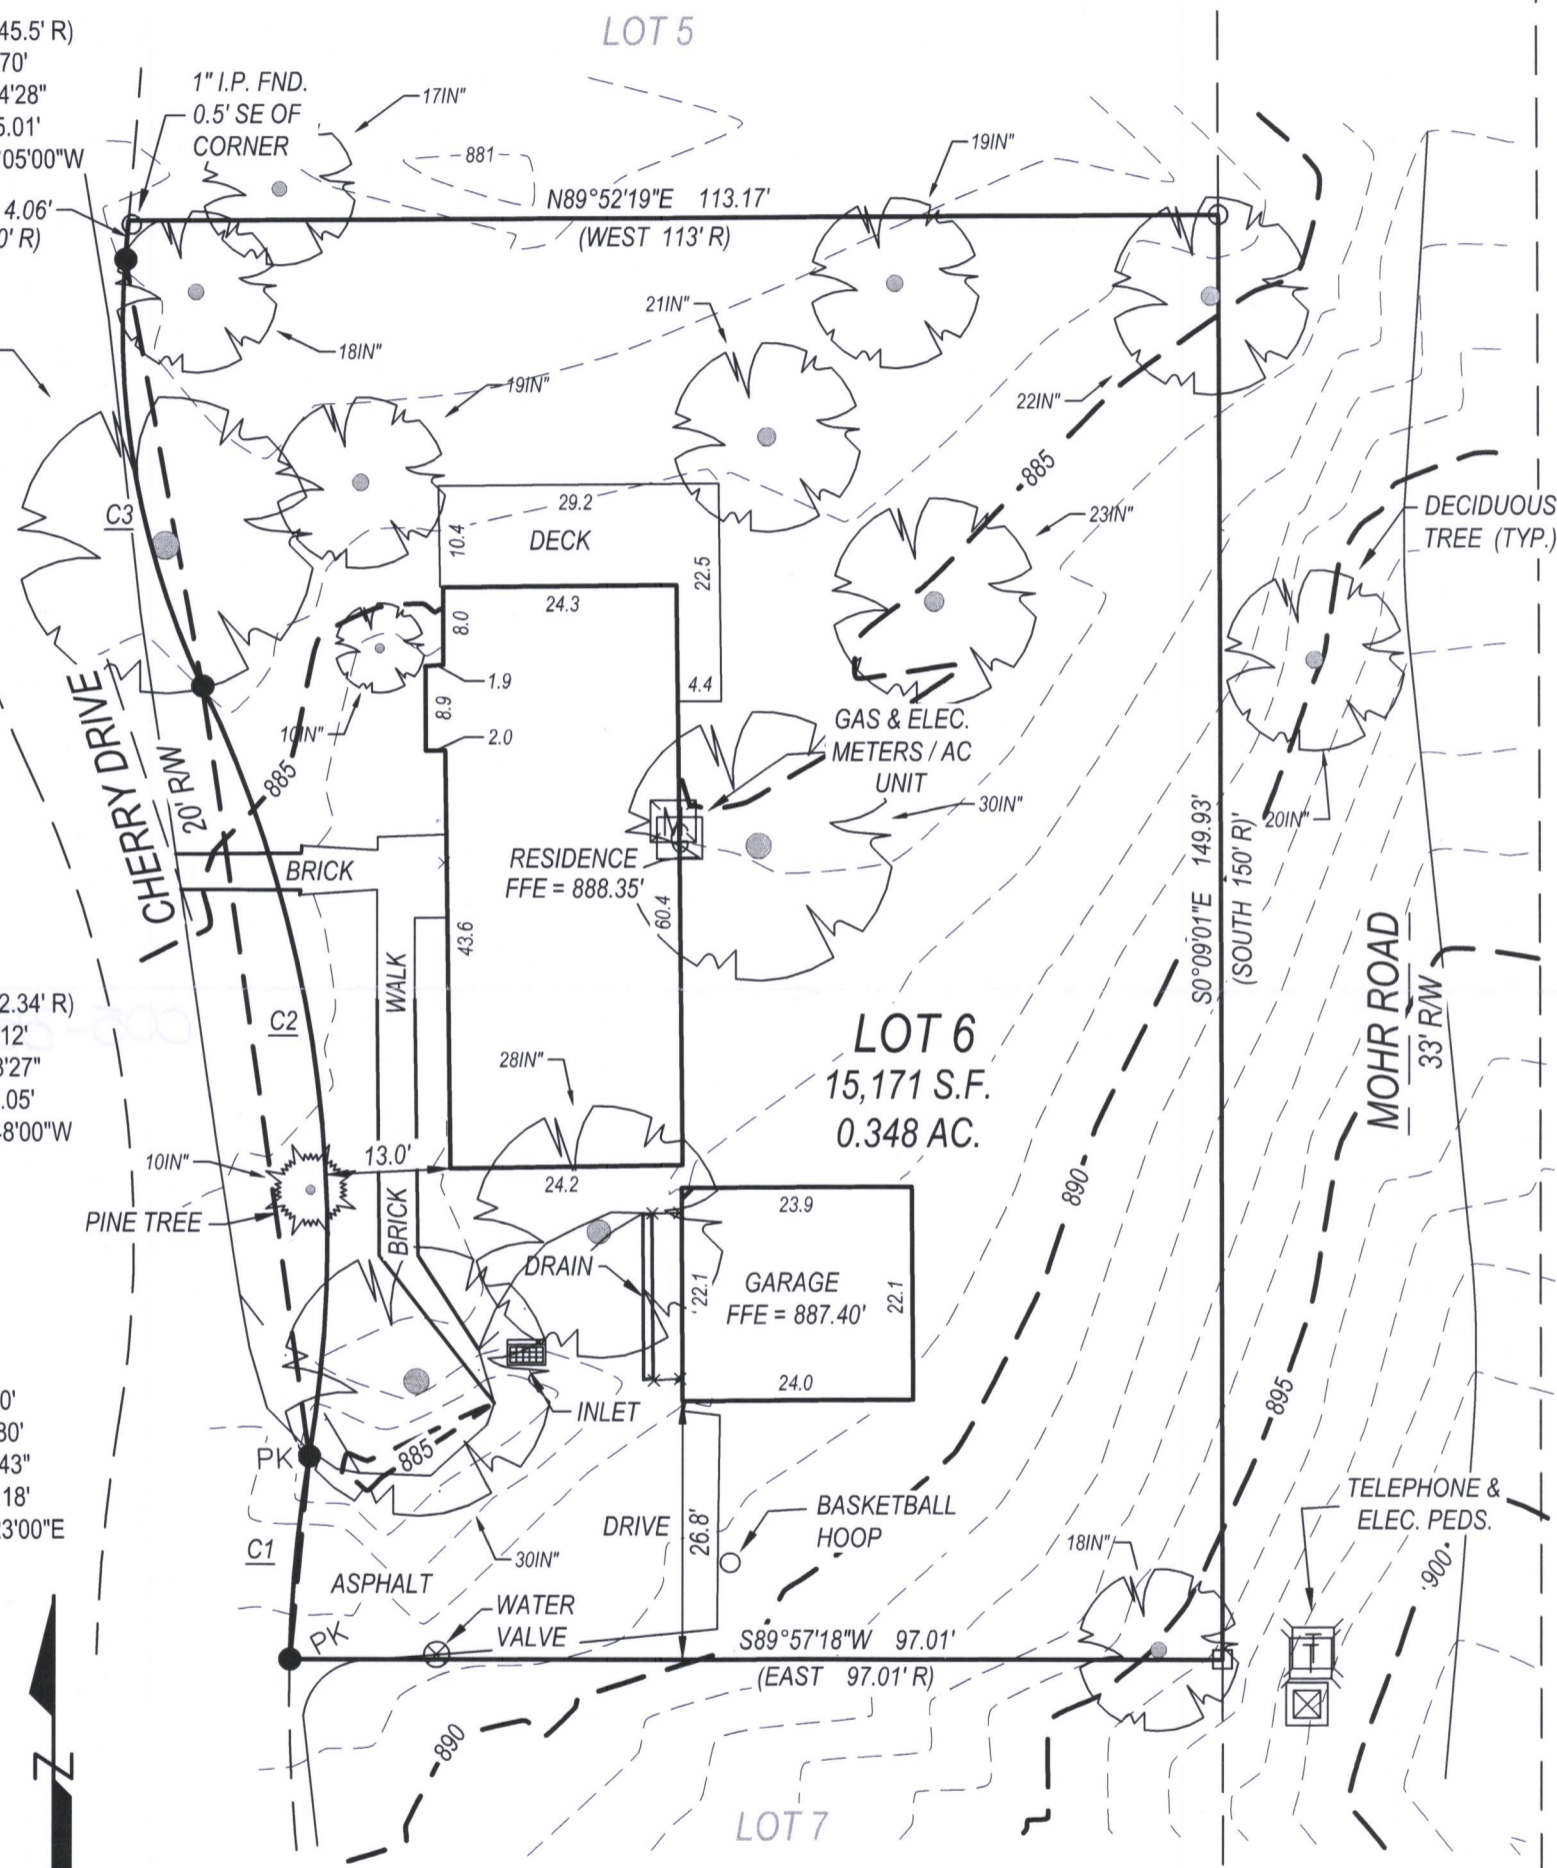 45.5' R)
70'
4'28"
5.01'
°05'00"W
4.06'
0' R)
1" I.P. FND.
0.5' SE OF
CORNER
LOT 5
17IN"
881
19IN"
N89°52'19"E 113.17'
(WEST 113' R)
18IN"
19IN"
21IN"
22IN"
885
23IN"
DECIDUOUS
TREE (TYP.)
C3
29.2
10.4
DECK
22.5
24.3
8.0
1.9
8.9
2.0
4.4
10IN"
885
CHERRY DRIVE
20' R/W
GAS & ELEC.
METERS / AC
UNIT
30IN"
20IN"
BRICK
RESIDENCE
FFE = 888.35'
60.4
43.6
WALK
S0°09'01"E 149.93'
(SOUTH 150' R)'
MOHR ROAD
33' R/W
2.34' R)
12'
8'27"
.05'
48'00"W
C2
28IN"
LOT 6
15,171 S.F.
0.348 AC.
10IN"
13.0'
24.2
PINE TREE
BRICK
23.9
DRAIN
22.1
GARAGE
FFE = 887.40'
22.1
24.0
890
895
INLET
0'
80'
43"
.18'
23'00"E
PK
885
C1
30IN"
DRIVE
26.8'
BASKETBALL
HOOP
TELEPHONE &
ELEC. PEDS.
18IN"
900
ASPHALT
WATER
VALVE
PK
S89°57'18"W 97.01'
(EAST 97.01' R)
T
890
N
LOT 7